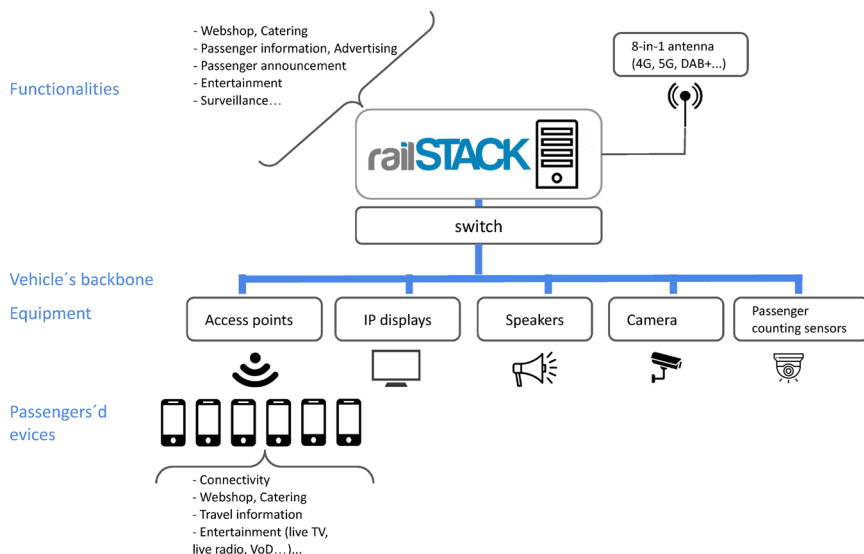 - Webshop, Catering
- Passenger information, Advertising
- Passenger announcement
- Entertainment
- Surveillance…
8-in-1 antenna
(4G, 5G, DAB+...)
Functionalities
railSTACK
switch
Vehicle´s backbone
Equipment
Access points
IP displays
Speakers
Camera
Passenger
counting sensors
Passengers´d
evices
- Connectivity
- Webshop, Catering
- Travel information
- Entertainment (live TV,
live radio, VoD…)...